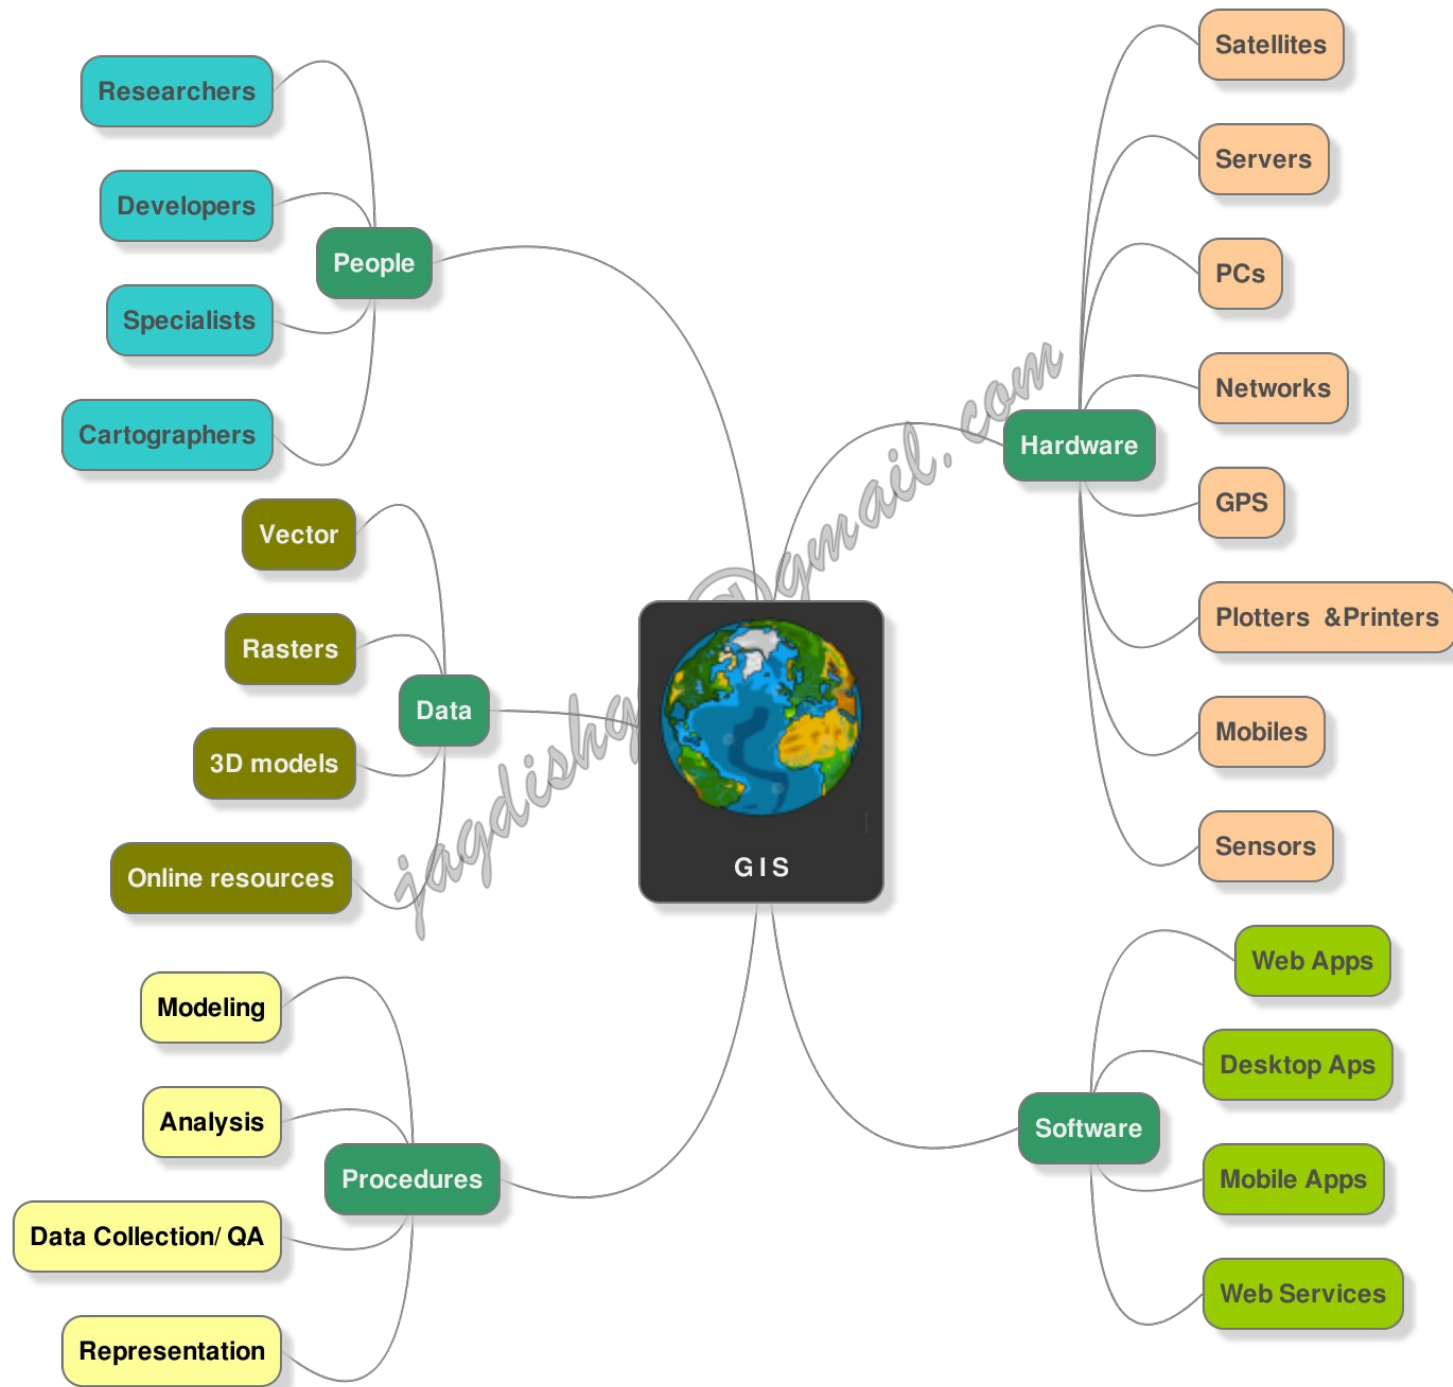 Researchers
Developers
People
Specialists
Cartographers
Vector
Rasters
Data
3D models
Online resources
Modeling
Analysis
Procedures
Data Collection/ QA
Representation
GIS
Satellites
Servers
PCs
Networks
Hardware
GPS
Plotters &Printers
Mobiles
Sensors
Web Apps
Desktop Aps
Software
Mobile Apps
Web Services
gmail.com